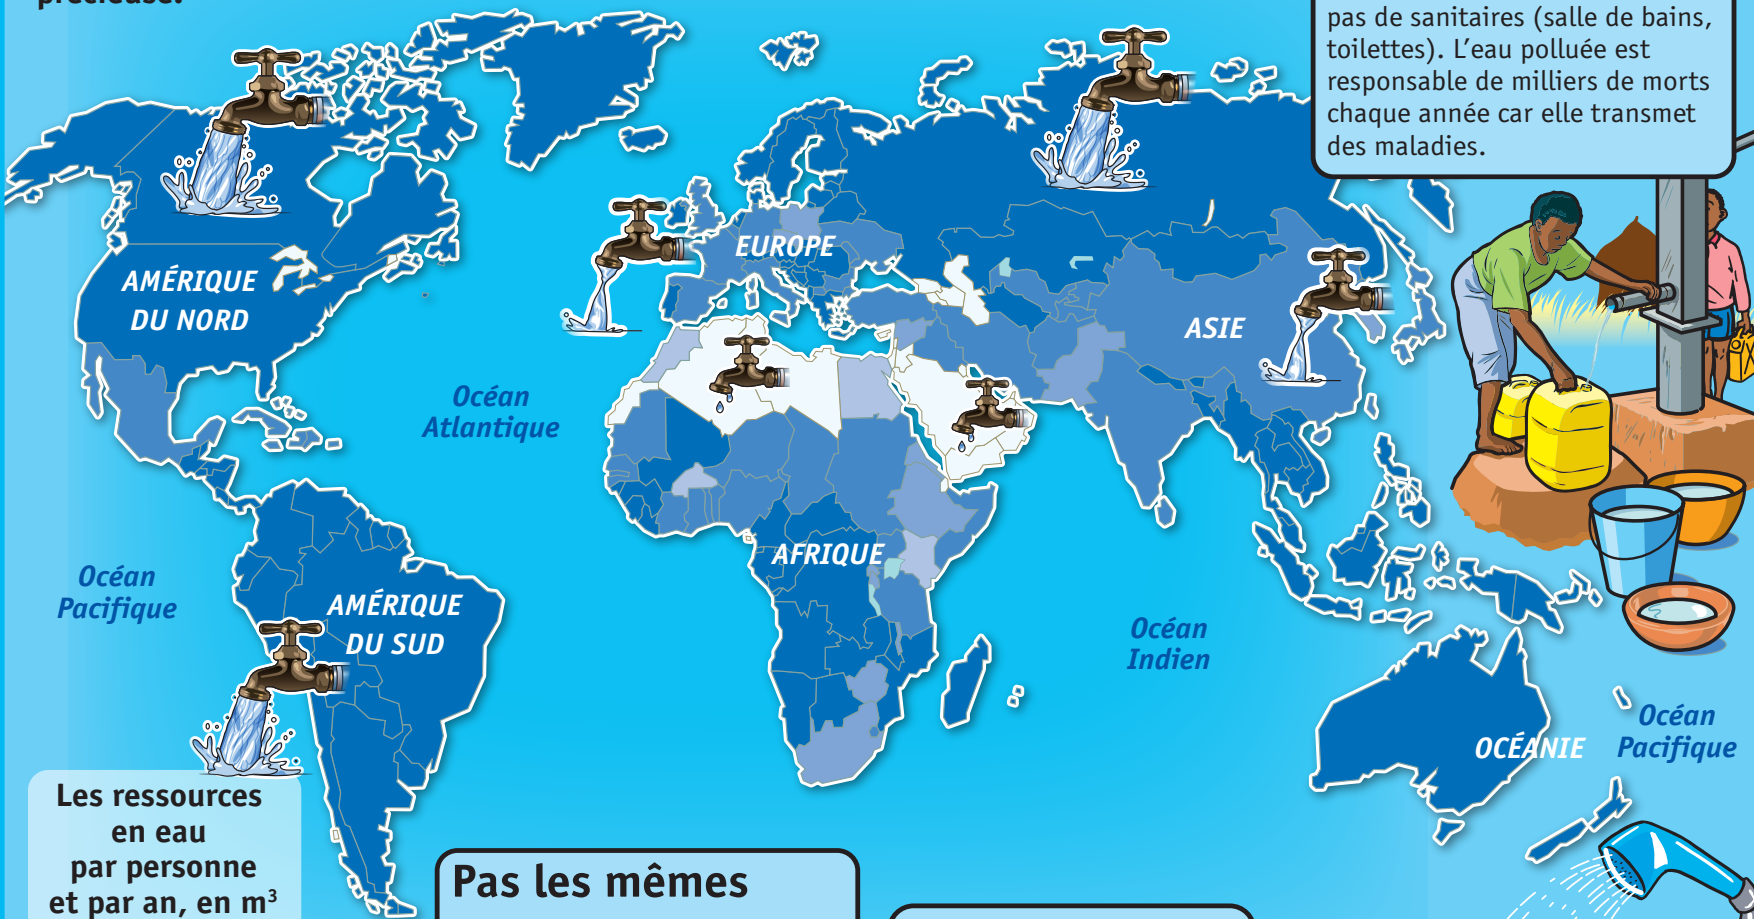 précieuse.
pas de sanitaires (salle de bains,
toilettes). L'eau polluée est
responsable de milliers de morts
chaque année car elle transmet
des maladies.
AMÉRIQUE
DU NORD
EUROPE
ASIE
Océan
Atlantique
AFRIQUE
Océan
Pacifique
AMÉRIQUE
DU SUD
Océan
Indien
OCÉANIE
Océan
Pacifique
Les ressources
en eau
par personne
et par an, en m³
Pas les mêmes